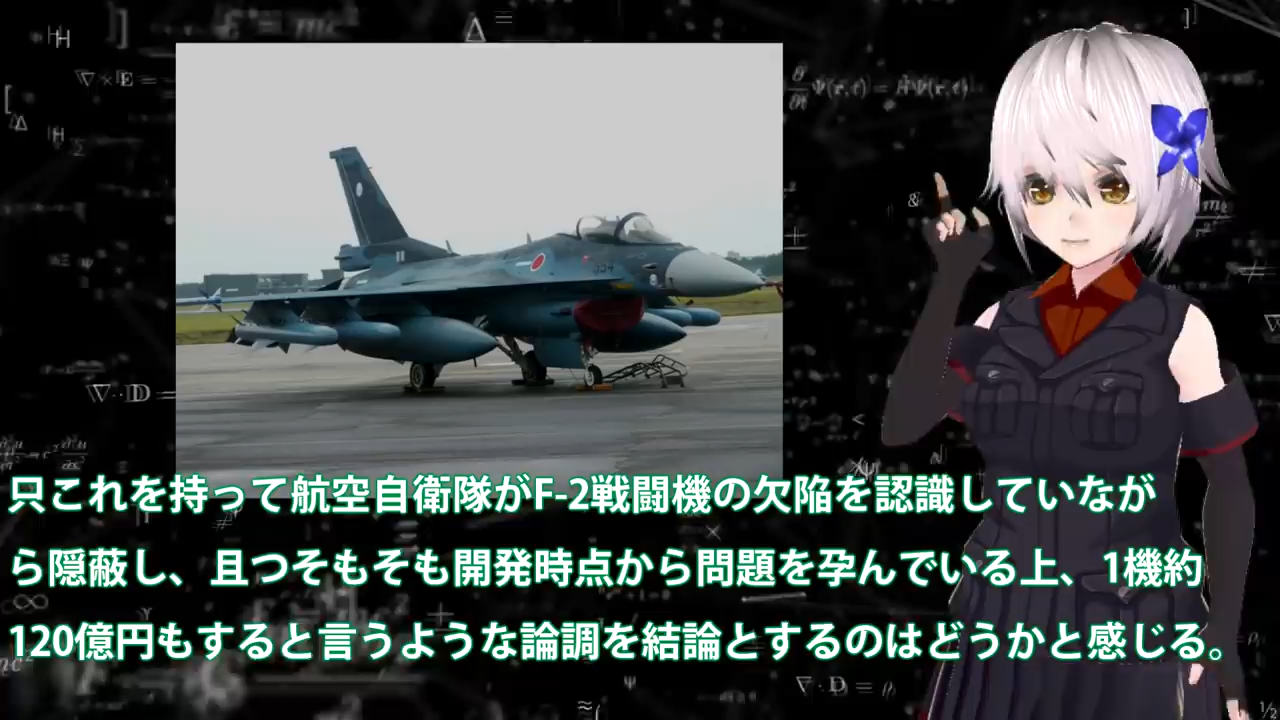 只これを持って航空自衛隊がF-2戦闘機の欠陥を認識していなが
ら隠蔽し、且つそもそも開発時点から問題を孕んでいる上、1機約
120億円もすると言うような論調を結論とするのはどうかと感じる。